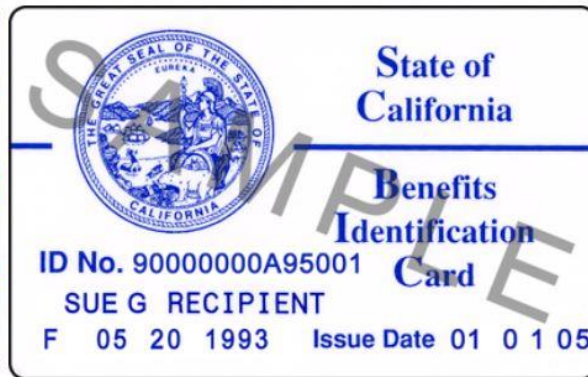 THE GREAT SEAL OF THE STATE OF CALIFORNIA
EUREKA
State of
California
SAMPLE
Benefits
Identification
Card
ID No. 90000000A95001
SUE G RECIPIENT
F 05 20 1993 Issue Date 01 0 1 05